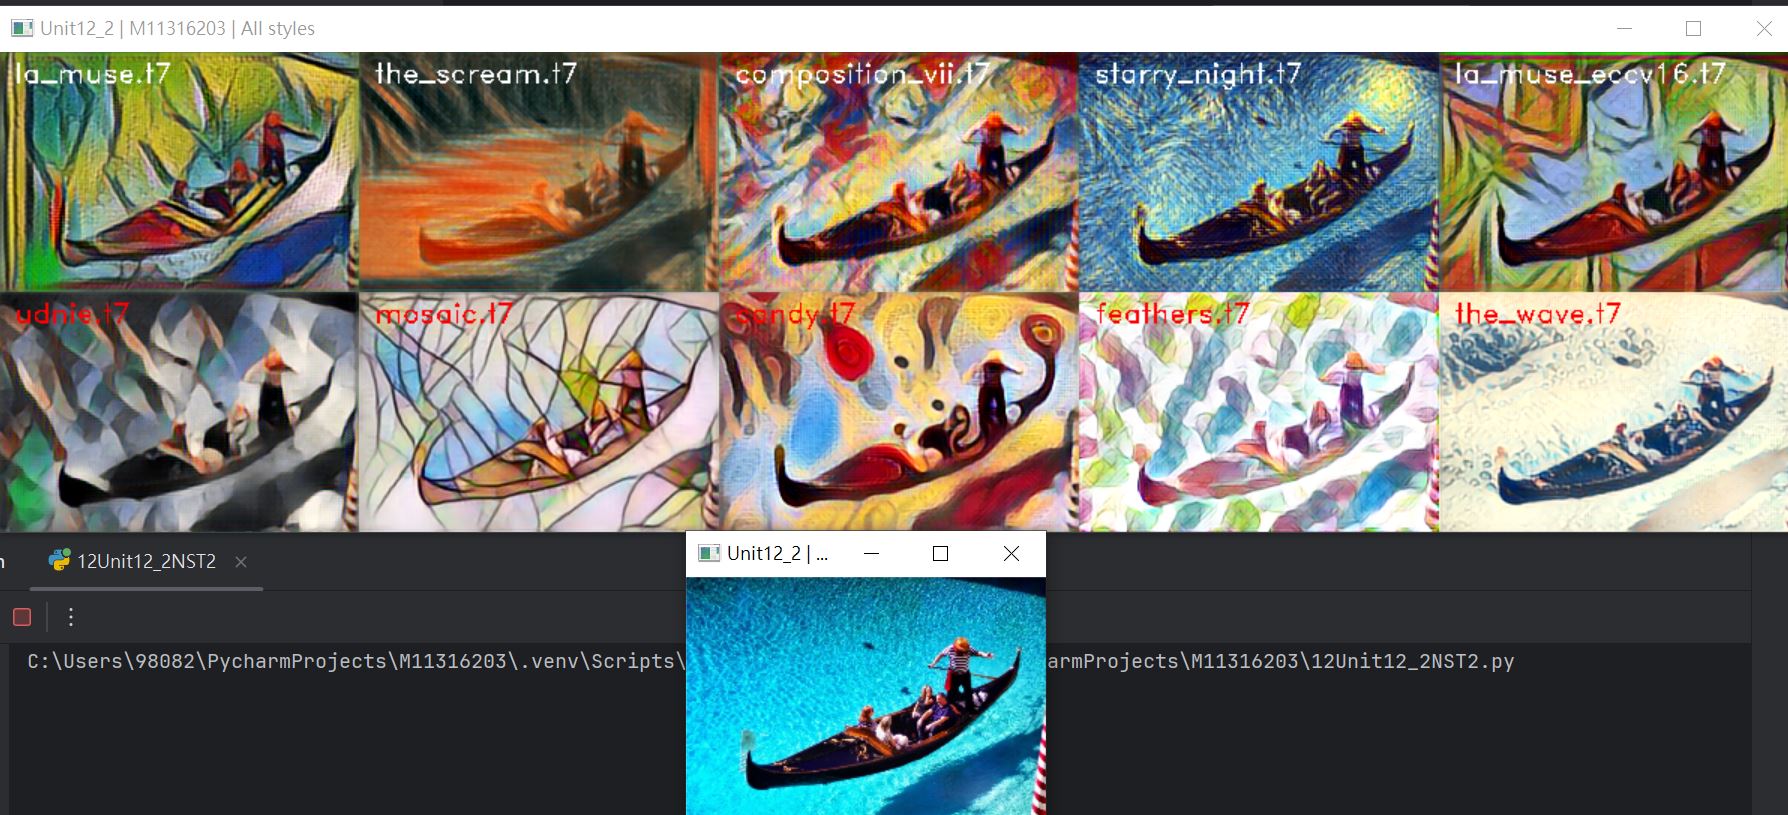 Unit12_2 | M11316203 | All styles
la_muse.t7
the_scream.t7
composition_vii.t7
starry_night.t7
la_muse_eccv16.t7
udnie.t7
mosaic.t7
candy.t7
feathers.t7
the_wave.t7
n
12Unit12_2NST2
Unit12_2 | ...
C:\Users\98082\PycharmProjects\M11316203\.venv\Scripts\ armProjects\M11316203\12Unit12_2NST2.py